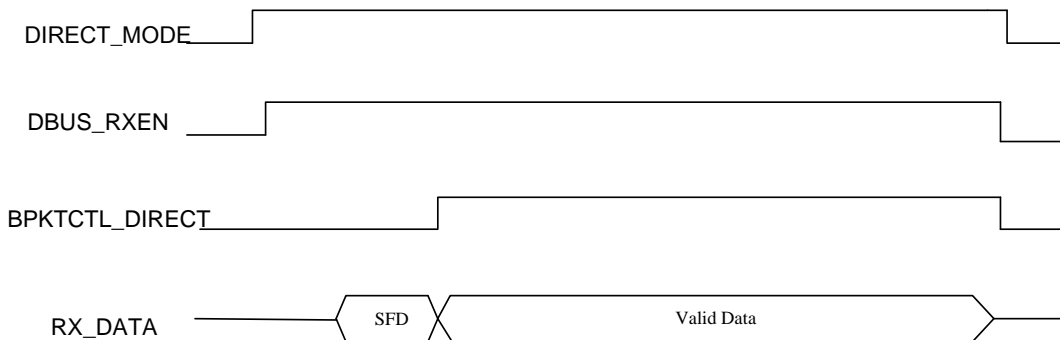 DIRECT_MODE
DBUS_RXEN
BPKTCTL_DIRECT
RX_DATA
SFD
Valid Data